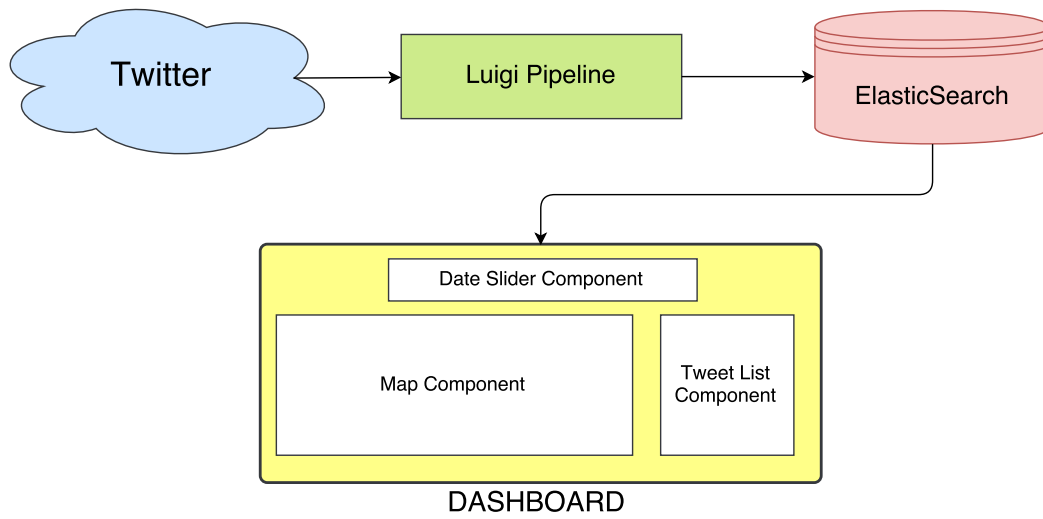 Twitter
Luigi Pipeline
ElasticSearch
Date Slider Component
Map Component
Tweet List
Component
DASHBOARD